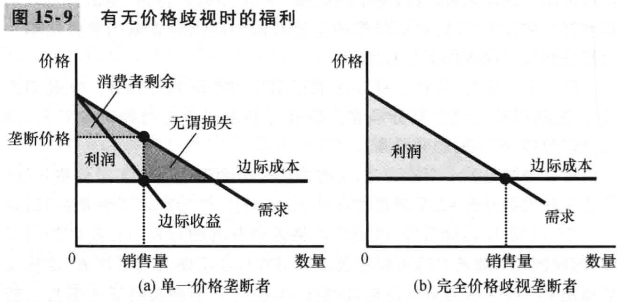 图 15-9 有无价格歧视时的福利
价格
消费者剩余
无谓损失
垄断价格
利润
边际成本
边际收益
需求
0
销售量
数量
(a) 单一价格垄断者
价格
利润
边际成本
需求
0
销售量
数量
(b) 完全价格歧视垄断者